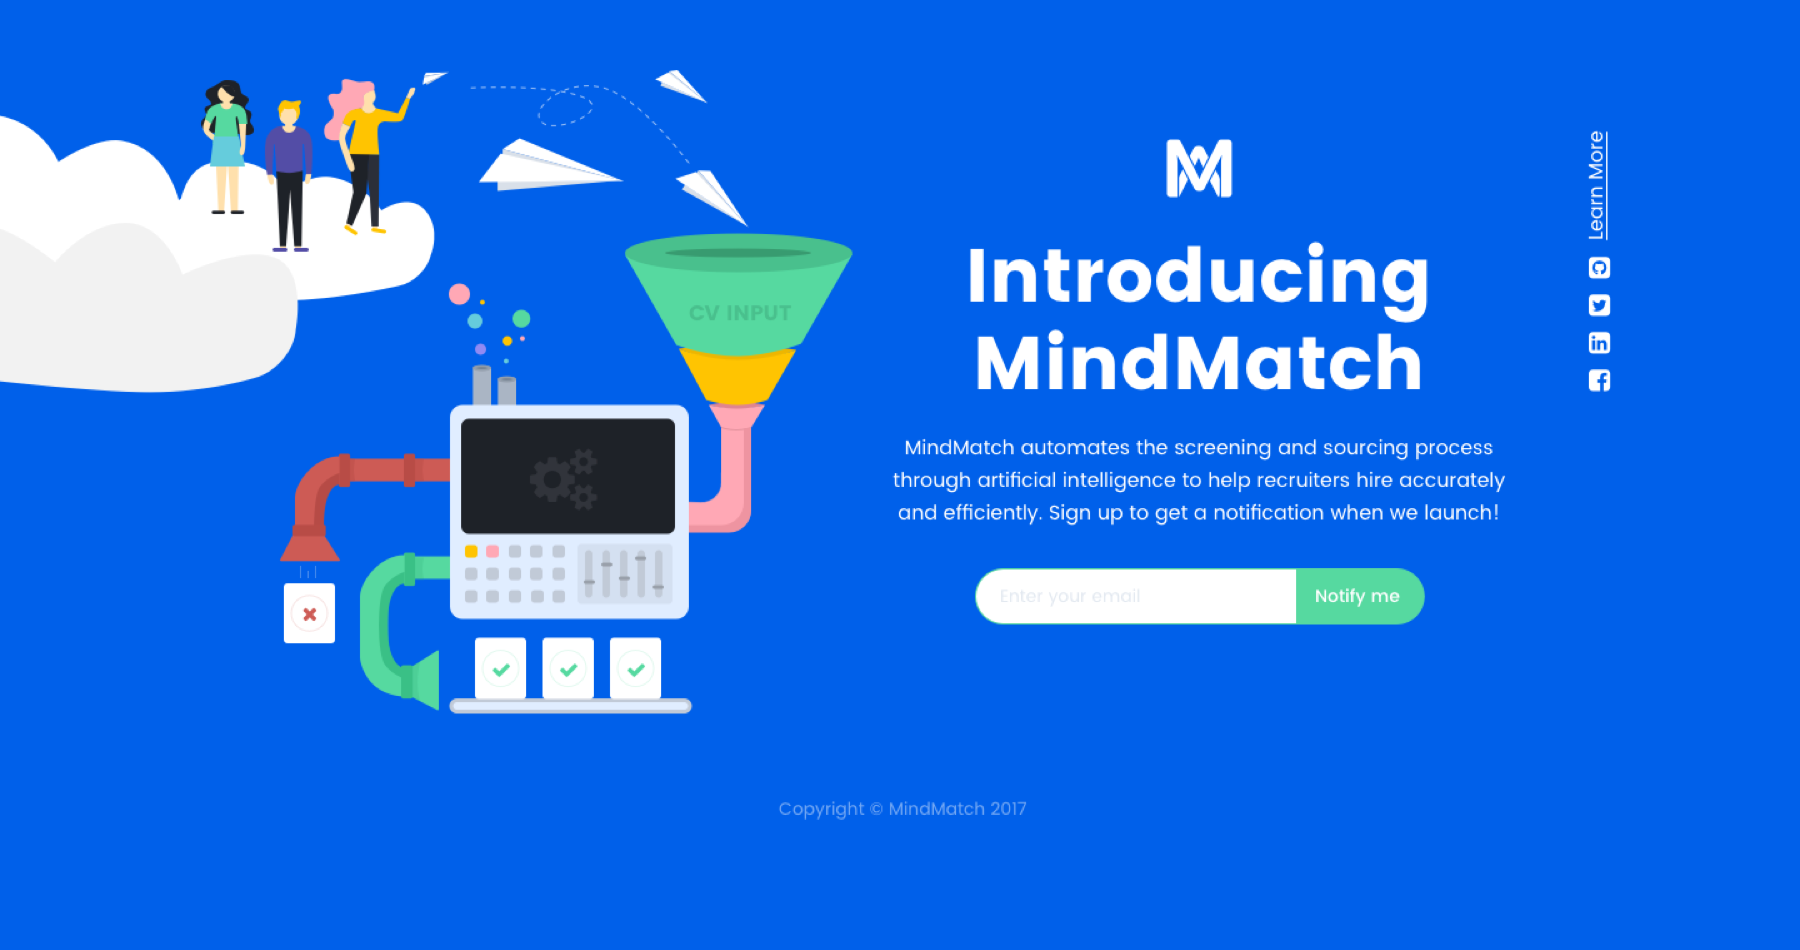 CV INPUT
Introducing
MindMatch
MindMatch automates the screening and sourcing process
through artificial intelligence to help recruiters hire accurately
and efficiently. Sign up to get a notification when we launch!
Enter your email
Notify me
Learn More
Copyright © MindMatch 2017